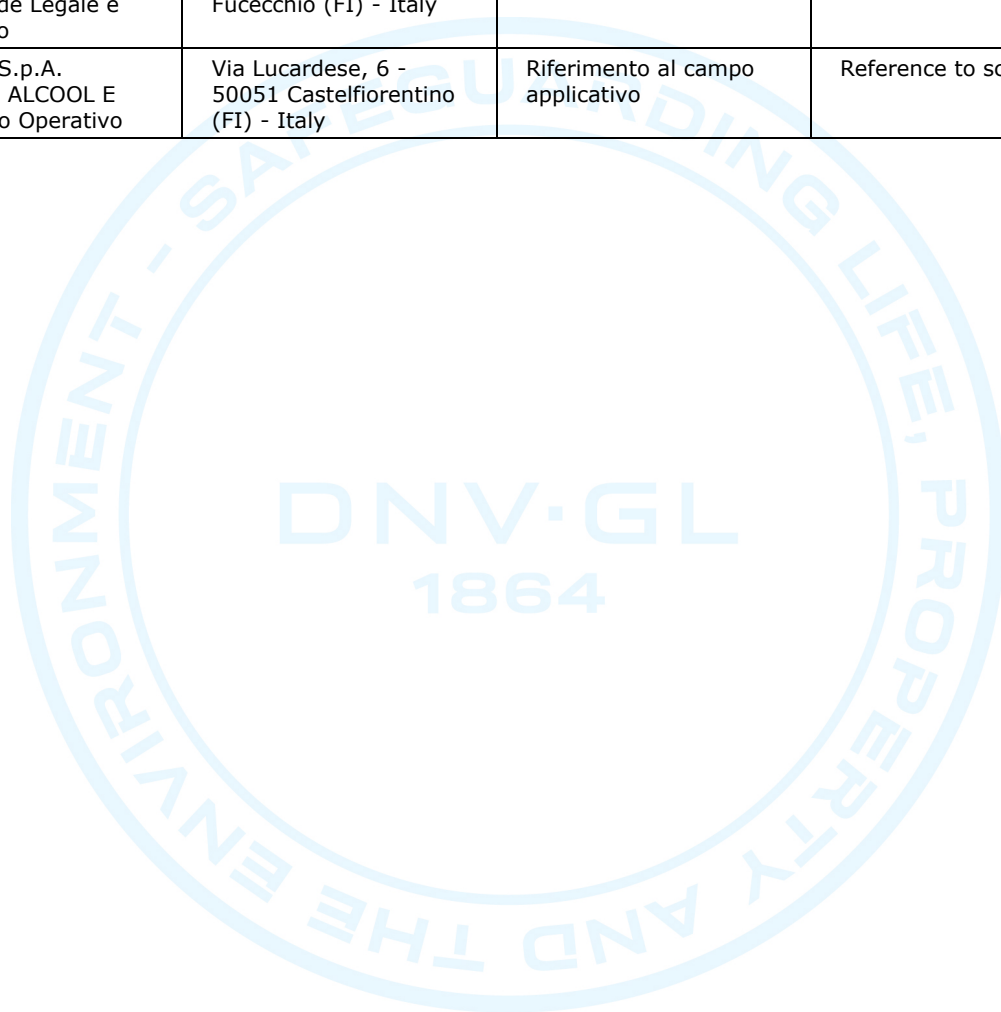 de Legale e
o
Fucecchio (FI) - Italy
S.p.A.
ALCOOL E
o Operativo
Via Lucardese, 6 -
50051 Castelfiorentino
(FI) - Italy
Riferimento al campo
applicativo
Reference to sc
SAFEGUARDING LIFE, PROPERTY AND THE ENVIRONMENT -
DNV·GL
1864